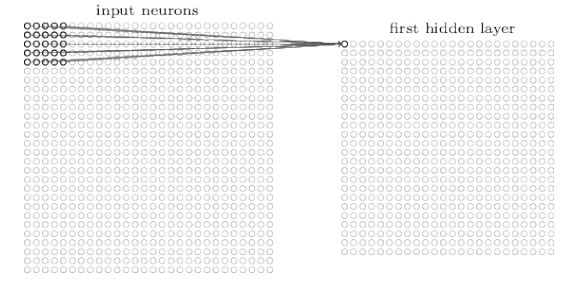 input neurons
first hidden layer